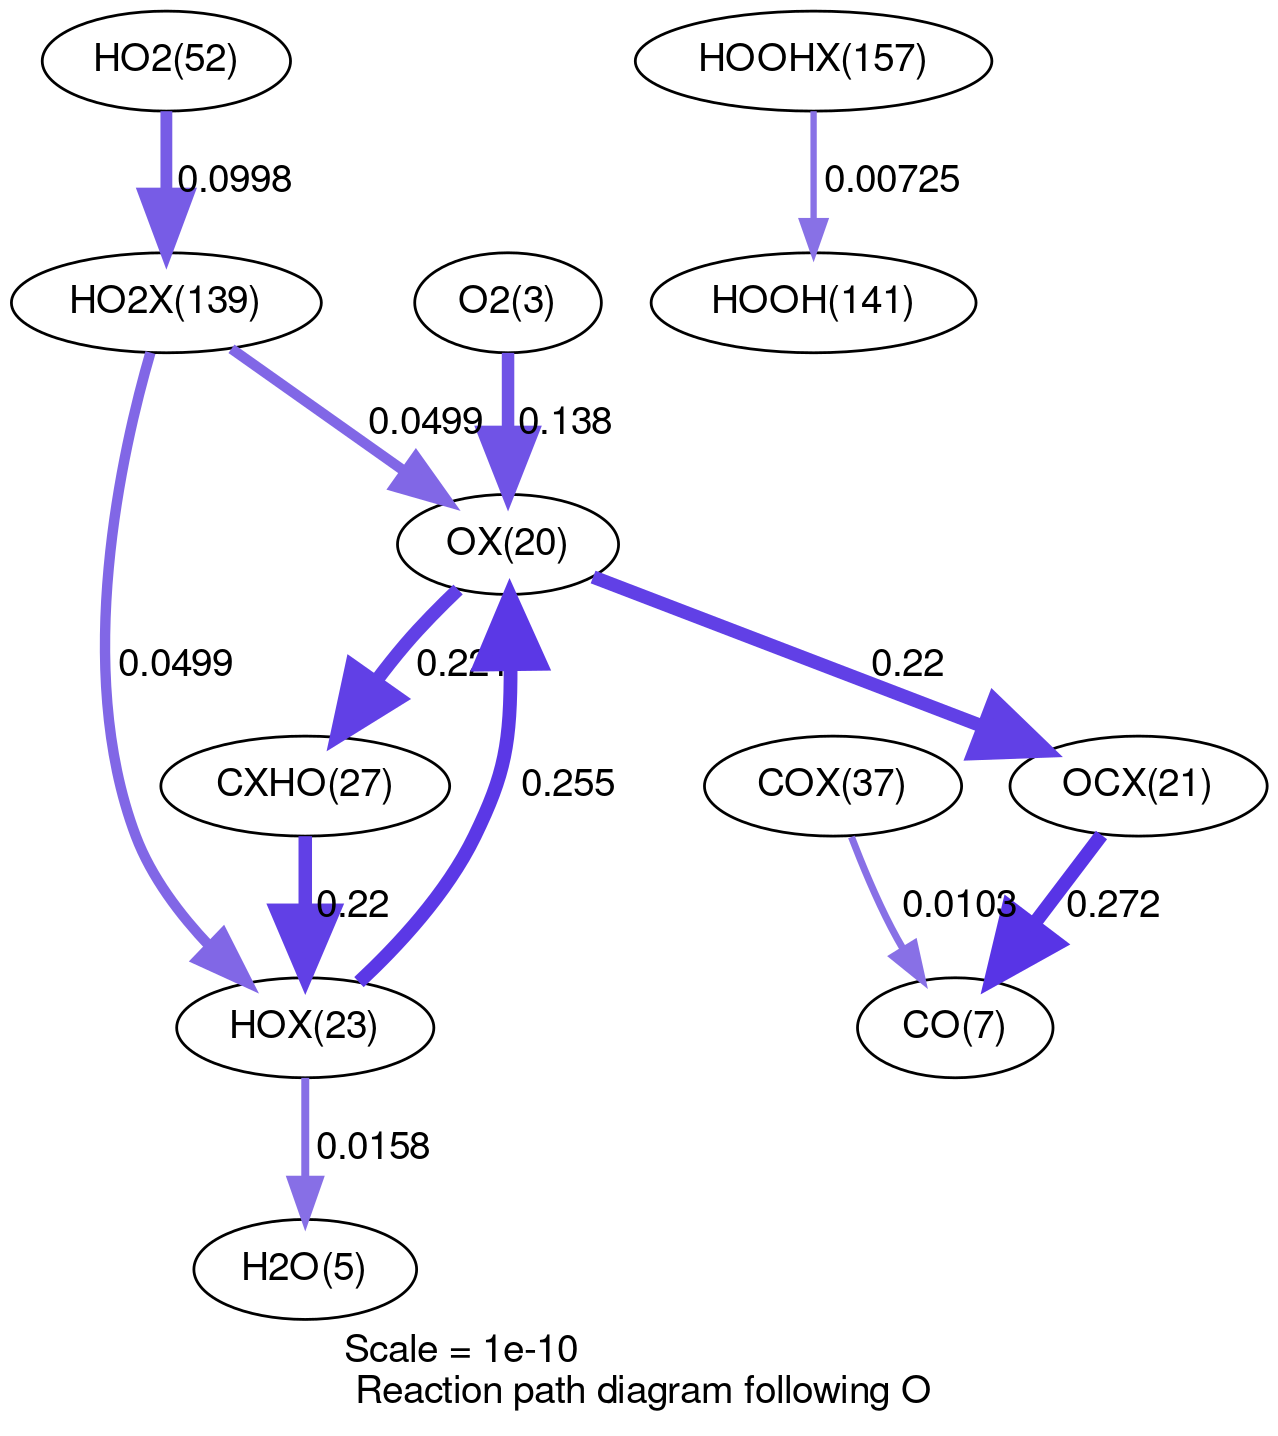 HO2(52)
HOOHX(157)
0.0998
0.00725
HO2X(139)
O2(3)
HOOH(141)
0.0499
0.138
OX(20)
0.0499
0.221
0.22
CXHO(27)
0.255
COX(37)
OCX(21)
0.22
0.0103
0.272
HOX(23)
CO(7)
0.0158
H2O(5)
Scale = 1e-10
Reaction path diagram following O